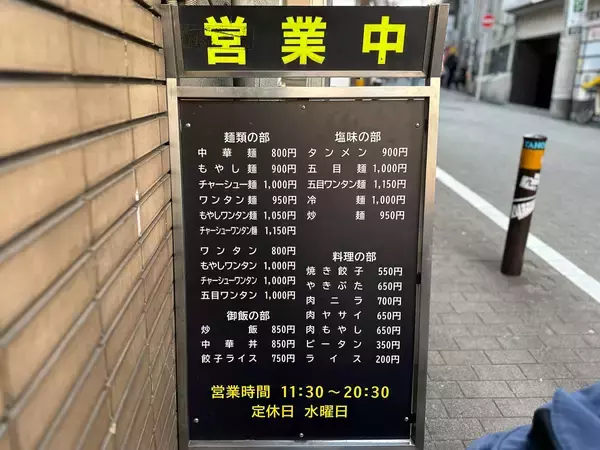 営業中
麺類の部
中華麺 800円
もやし麺 900円
チャーシュー麺 1,000円
ワンタン麺 950円
もやしワンタン麺 1,050円
チャーシューワンタン麺 1,150円
ワンタン 800円
もやしワンタン 1,000円
チャーシューワンタン 1,000円
五目ワンタン 1,000円
御飯の部
炒飯 850円
中華丼 850円
餃子ライス 750円
塩味の部
タンメン 900円
五目麺 1,000円
五目ワンタン麺 1,150円
冷麺 1,000円
炒麺 950円
料理の部
焼き餃子 550円
やきぶた 650円
肉ニラ 700円
肉ヤサイ 650円
肉もやし 650円
ピータン 350円
ライス 200円
営業時間 11:30～20:30
定休日 水曜日